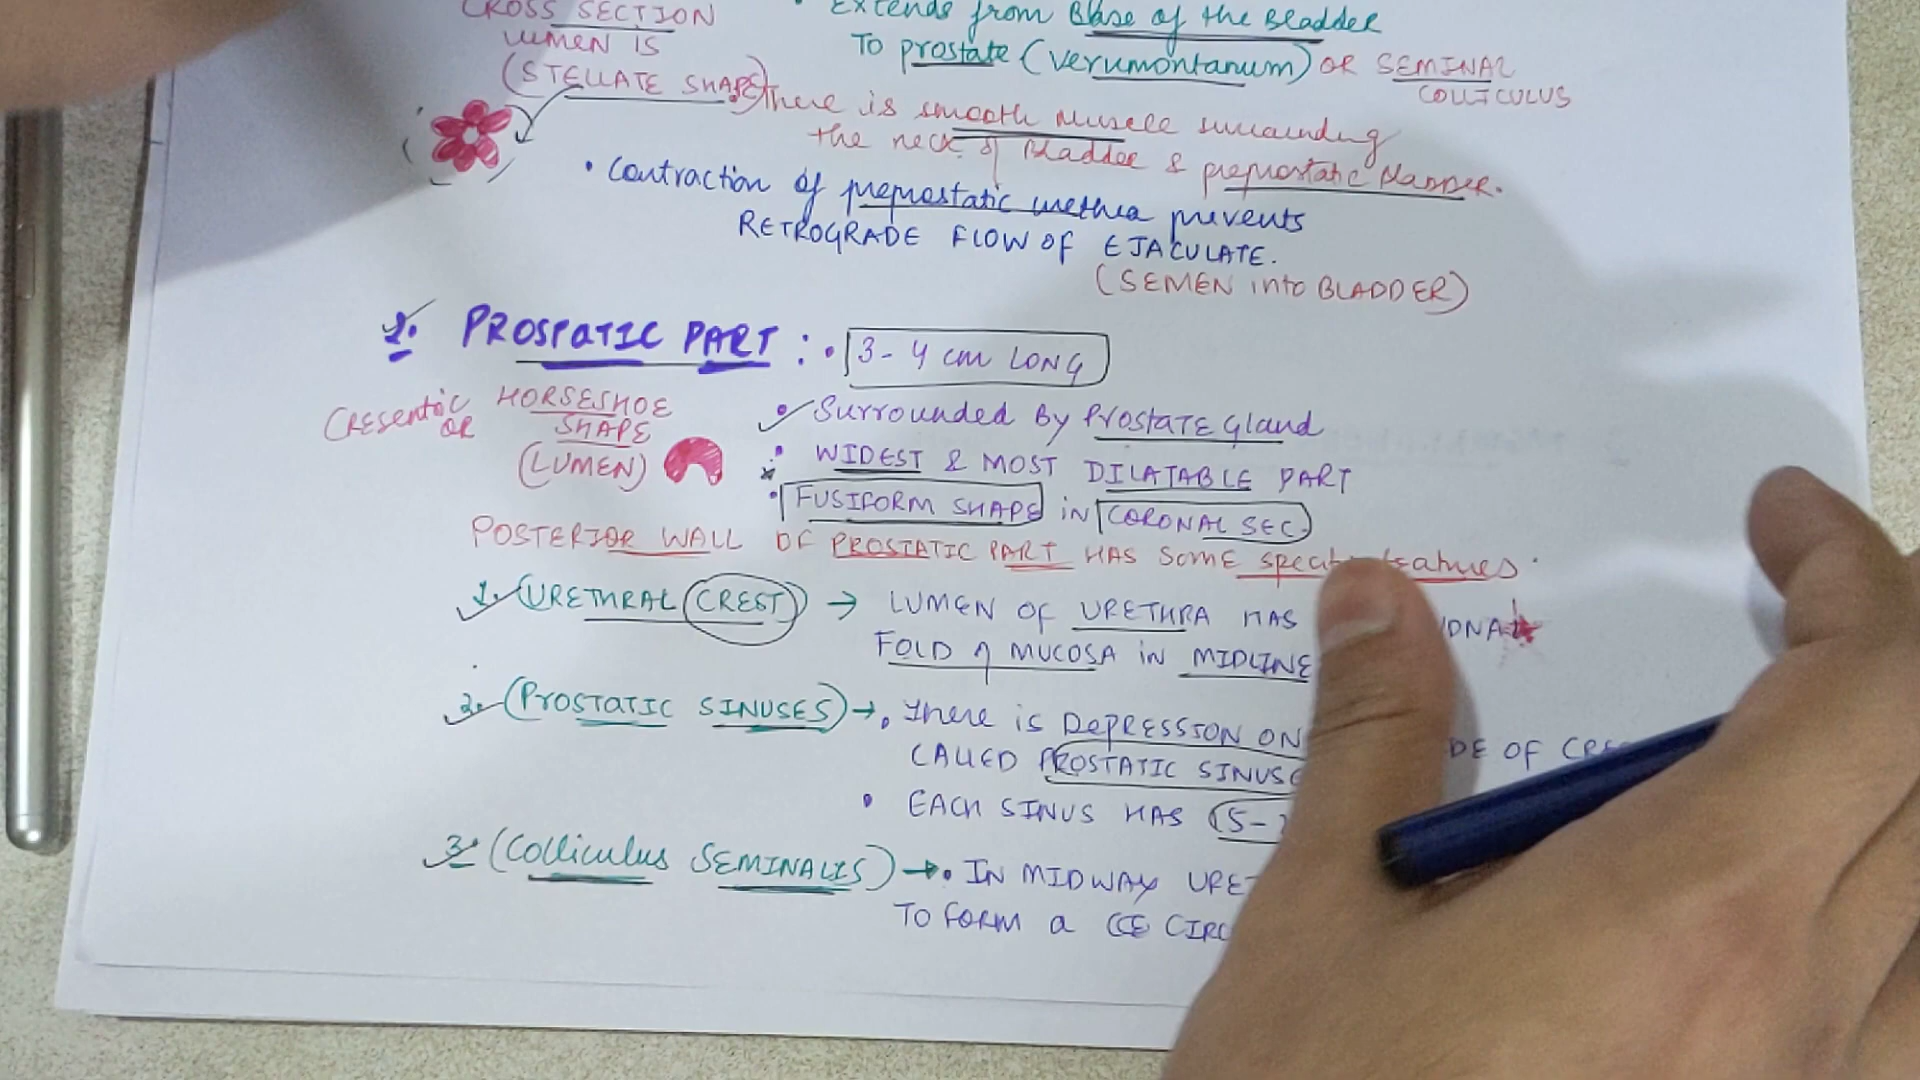 CROSS SECTION
LUMEN IS
(STELLATE SHAPE)
• Extends from Base of the Bladder
To prostate (verumontanum) OR SEMINAL
COLLICULUS
• There is smooth muscle surrounding
the neck of Bladder & preprostatic
• Contraction of preprostatic urethra prevents
RETROGRADE FLOW OF EJACULATE.
(SEMEN into BLADDER)
2. PROSTATIC PART : • 3-4 cm LONG
Cresentic OR HORSESHOE
SHAPE
(LUMEN)
Surrounded By Prostate Gland
• WIDEST & MOST DILATABLE PART
• FUSIFORM SHAPE in CORONAL SEC.
POSTERIOR WALL OF PROSTATIC PART HAS SOME features.
1. (URETHRAL CREST) → LUMEN OF URETHRA HAS
FOLD of MUCOSA in MIDLINE
2. (Prostatic SINUSES) → • There is DEPRESSION ON DE OF
CALLED PROSTATIC
• EACH SINUS HAS (5-
3. (Colliculus SEMINALIS) → • IN MIDWAY
TO FORM a CIRC